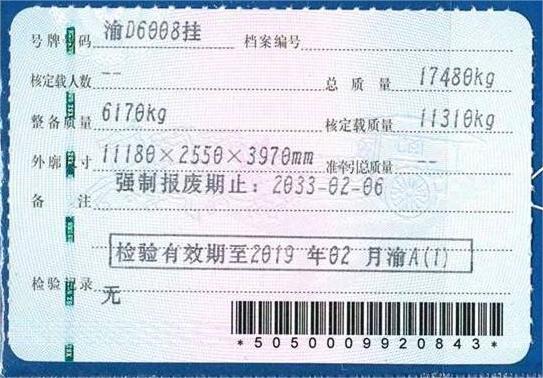 号牌号码 渝D6008挂 档案编号
核定载人数 -- 总质量 17480kg
整备质量 6170kg 核定载质量 11310kg
外廓尺寸 11180×2550×3970mm 准牵引总质量 --
强制报废期止：2033-02-06
备注
检验有效期至2019年02月渝A(1)
检验记录
无
*5050009920843*